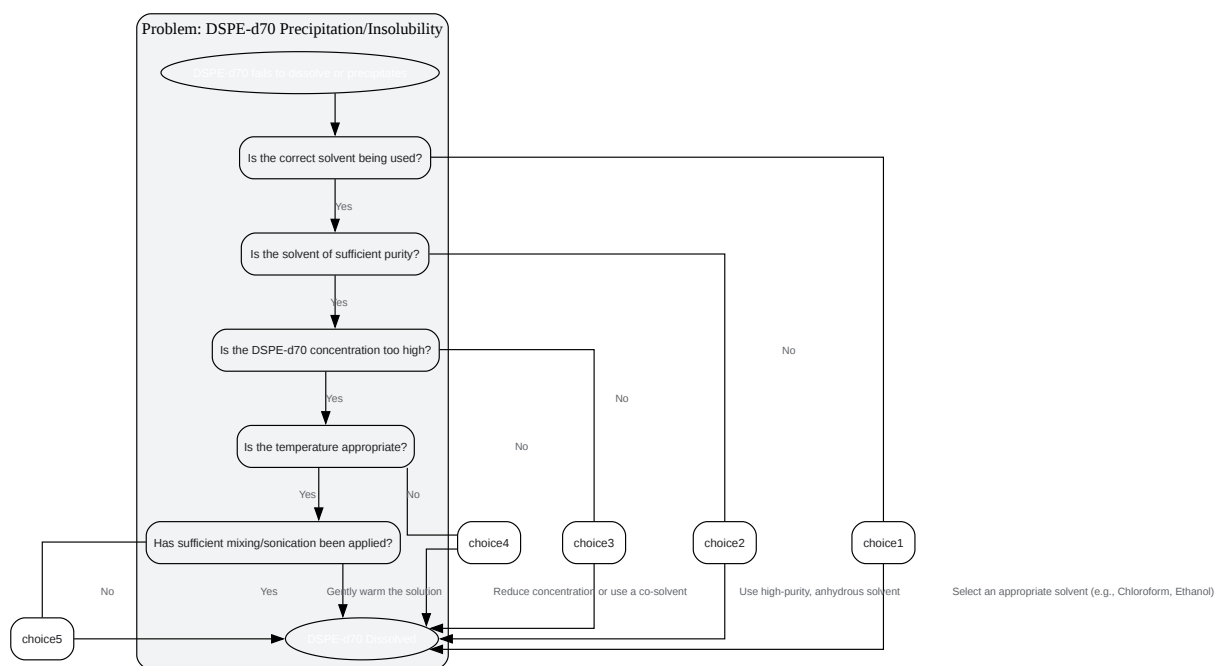 Problem: DSPE-d70 Precipitation/Insolubility
DSPE-d70 fails to dissolve or precipitates
Is the correct solvent being used?
Yes
Is the solvent of sufficient purity?
Yes
No
Is the DSPE-d70 concentration too high?
Yes
No
Is the temperature appropriate?
No
Yes
No
Has sufficient mixing/sonication been applied?
choice4
choice3
choice2
choice1
No
Yes
Gently warm the solution
Reduce concentration or use a co-solvent
Use high-purity, anhydrous solvent
Select an appropriate solvent (e.g., Chloroform, Ethanol)
choice5
DSPE-d70 Dissolved